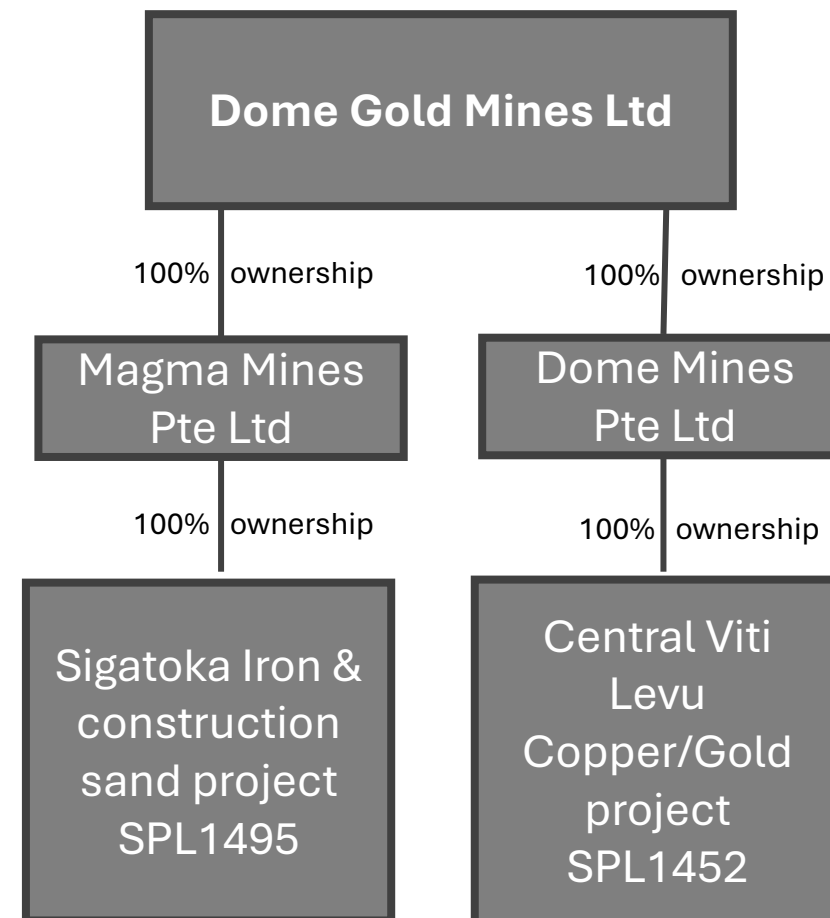 Dome Gold Mines Ltd
100% ownership
100% ownership
Magma Mines
Pte Ltd
Dome Mines
Pte Ltd
100% ownership
100% ownership
Sigatoka Iron &
construction
sand project
SPL1495
Central Viti
Levu
Copper/Gold
project
SPL1452